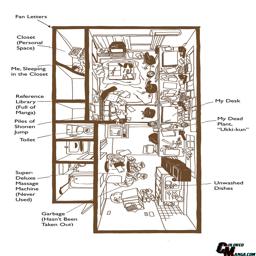 Fan Letters
Closet
(Personal
Space)
Me, Sleeping
in the Closet
Reference
Library
(Full of
Manga)
Piles of
Shonen
Jump
Toilet
Super-
Deluxe
Massage
Machine
(Never
Used)
Garbage
(Hasn't Been
Taken Out)
My Desk
My Dead
Plant,
"Ukki-kun"
Unwashed
Dishes
COLORED
MANGA.COM